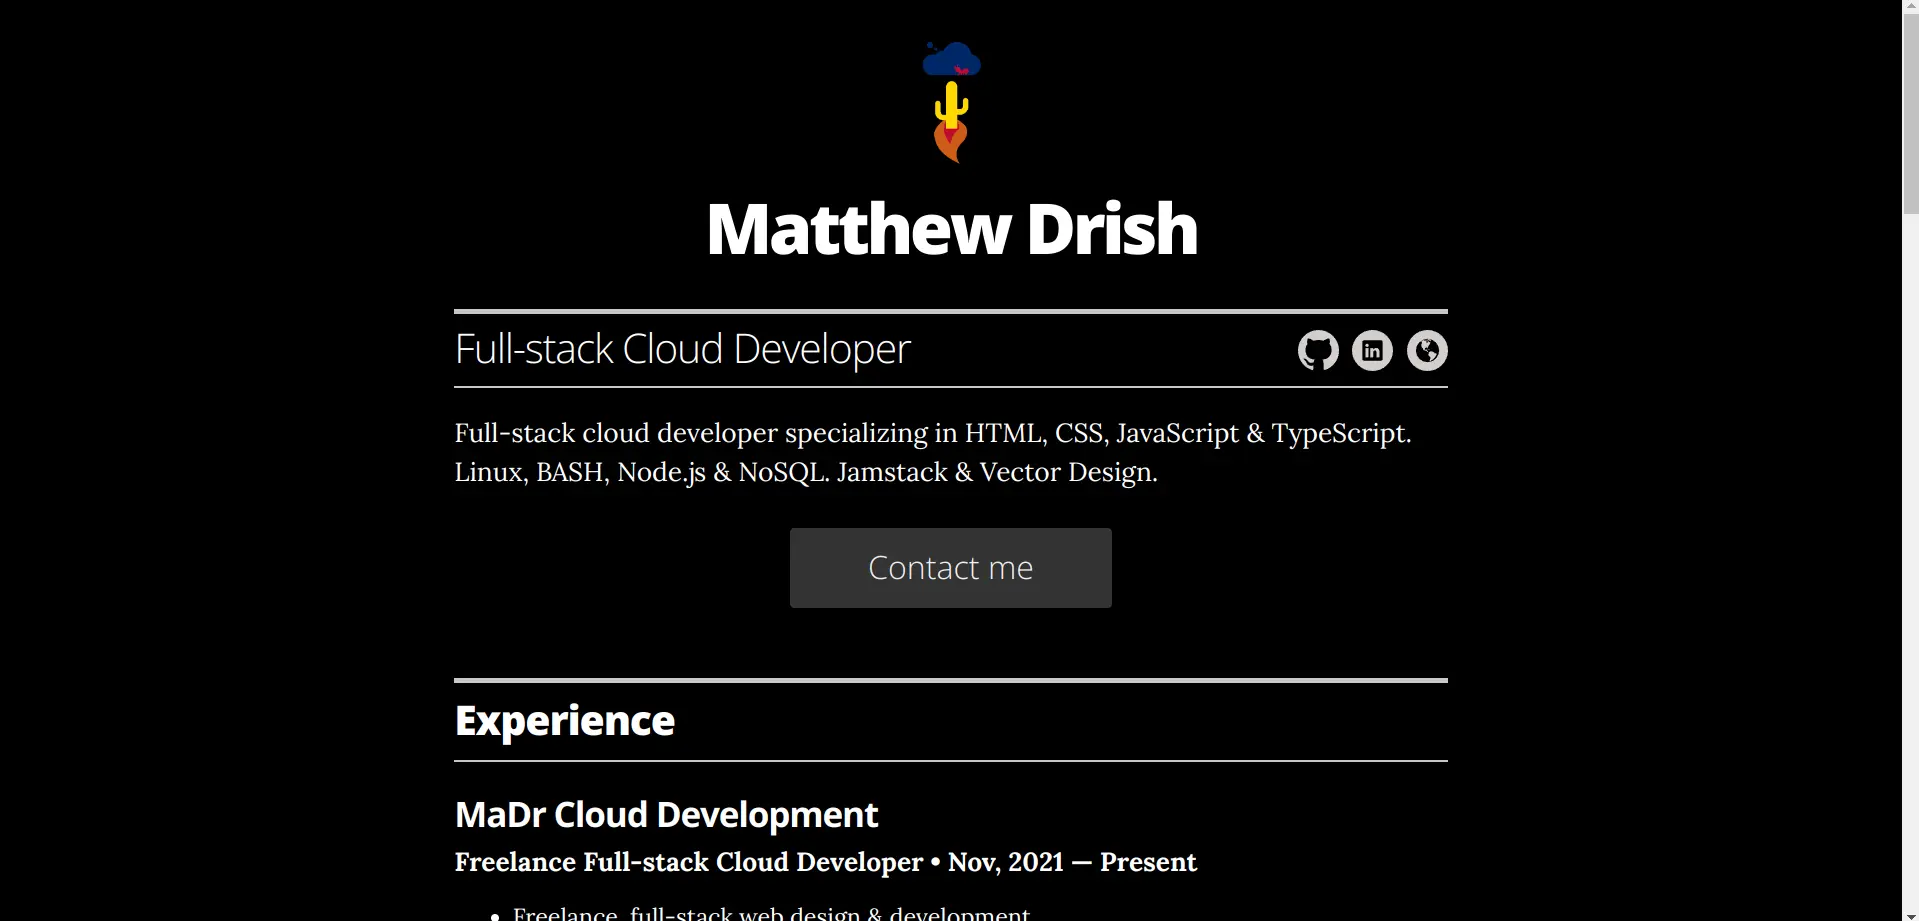 Matthew Drish
Full-stack Cloud Developer
in
Full-stack cloud developer specializing in HTML, CSS, JavaScript & TypeScript.
Linux, BASH, Node.js & NoSQL. Jamstack & Vector Design.
Contact me
Experience
MaDr Cloud Development
Freelance Full-stack Cloud Developer • Nov, 2021 — Present
• Freelance, full-stack web design & development